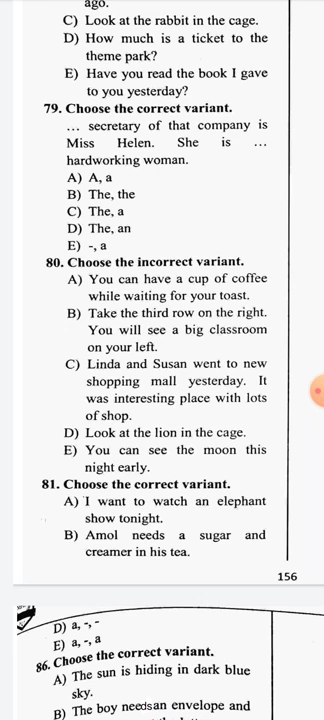 ago.
C) Look at the rabbit in the cage.
D) How much is a ticket to the
theme park?
E) Have you read the book I gave
to you yesterday?
79. Choose the correct variant.
... secretary of that company is
Miss Helen. She is ...
hardworking woman.
A) A, a
B) The, the
C) The, a
D) The, an
E) -, a
80. Choose the incorrect variant.
A) You can have a cup of coffee
while waiting for your toast.
B) Take the third row on the right.
You will see a big classroom
on your left.
C) Linda and Susan went to new
shopping mall yesterday. It
was interesting place with lots
of shop.
D) Look at the lion in the cage.
E) You can see the moon this
night early.
81. Choose the correct variant.
A) I want to watch an elephant
show tonight.
B) Amol needs a sugar and
creamer in his tea.
156
D) a, -, -
E) a, -, a
86. Choose the correct variant.
A) The sun is hiding in dark blue
sky.
B) The boy needs an envelope and